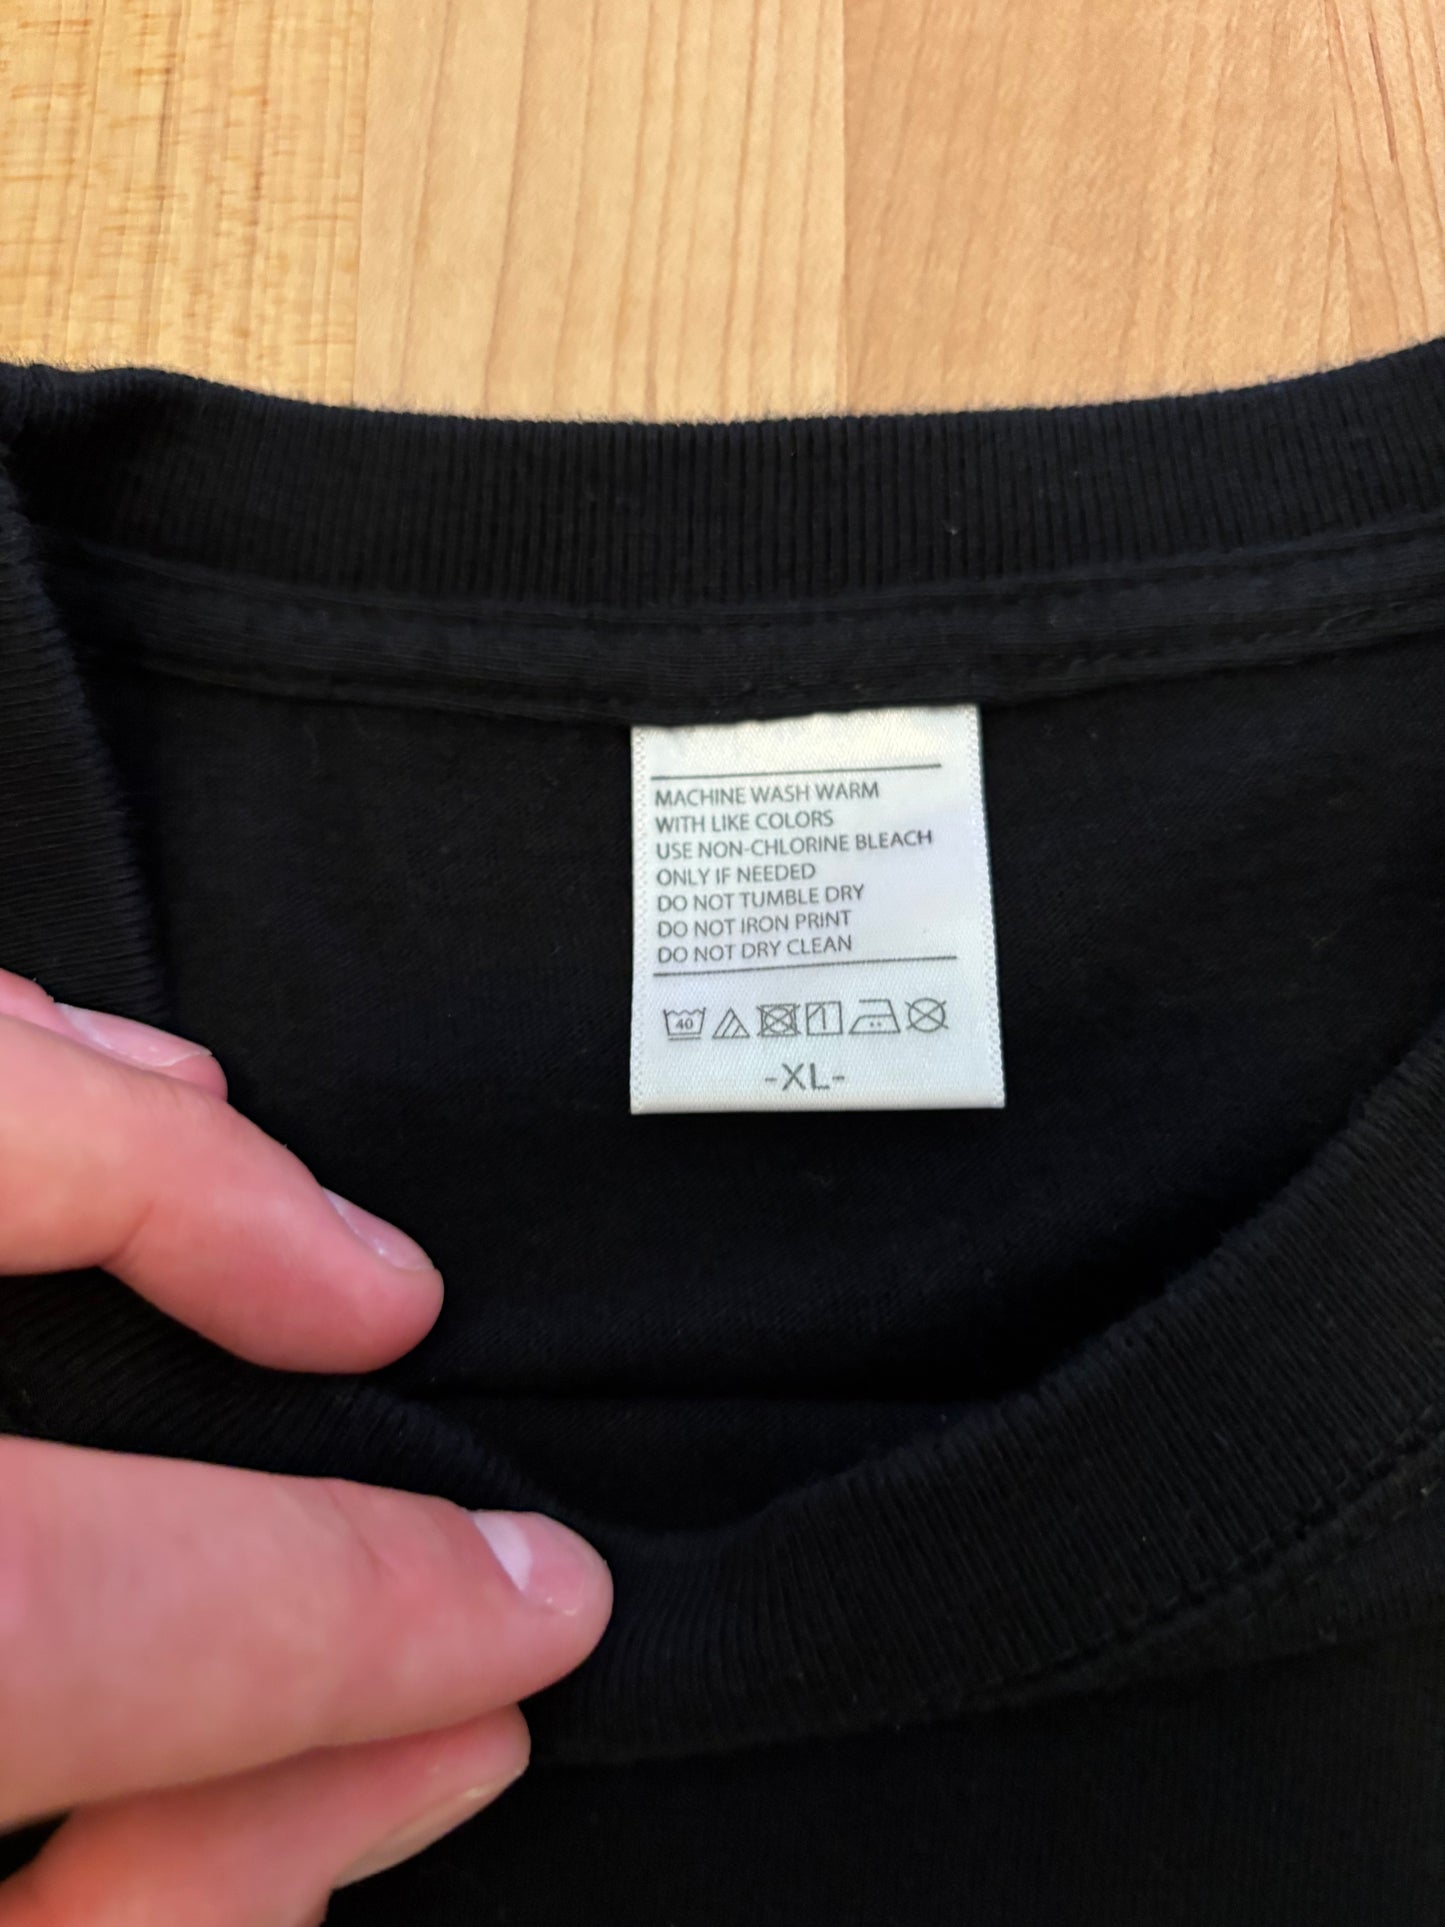 MACHINE WASH WARM
WITH LIKE COLORS
USE NON-CHLORINE BLEACH
ONLY IF NEEDED
DO NOT TUMBLE DRY
DO NOT IRON PRINT
DO NOT DRY CLEAN
40
-XL-